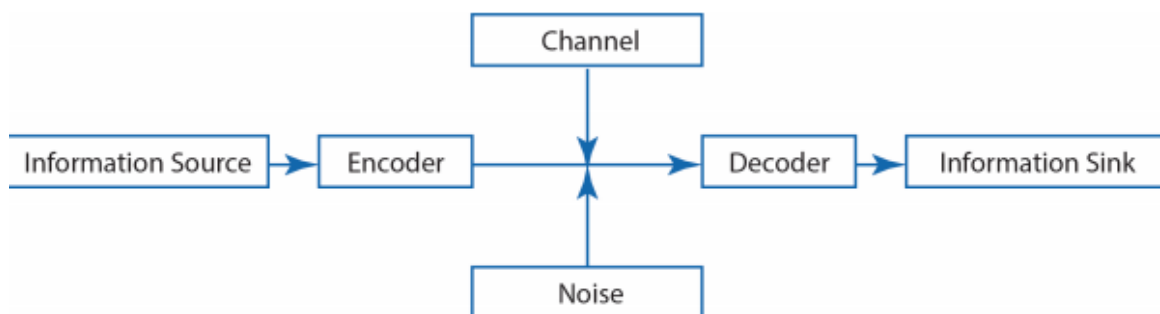 Channel
Information Source
Encoder
Decoder
Information Sink
Noise